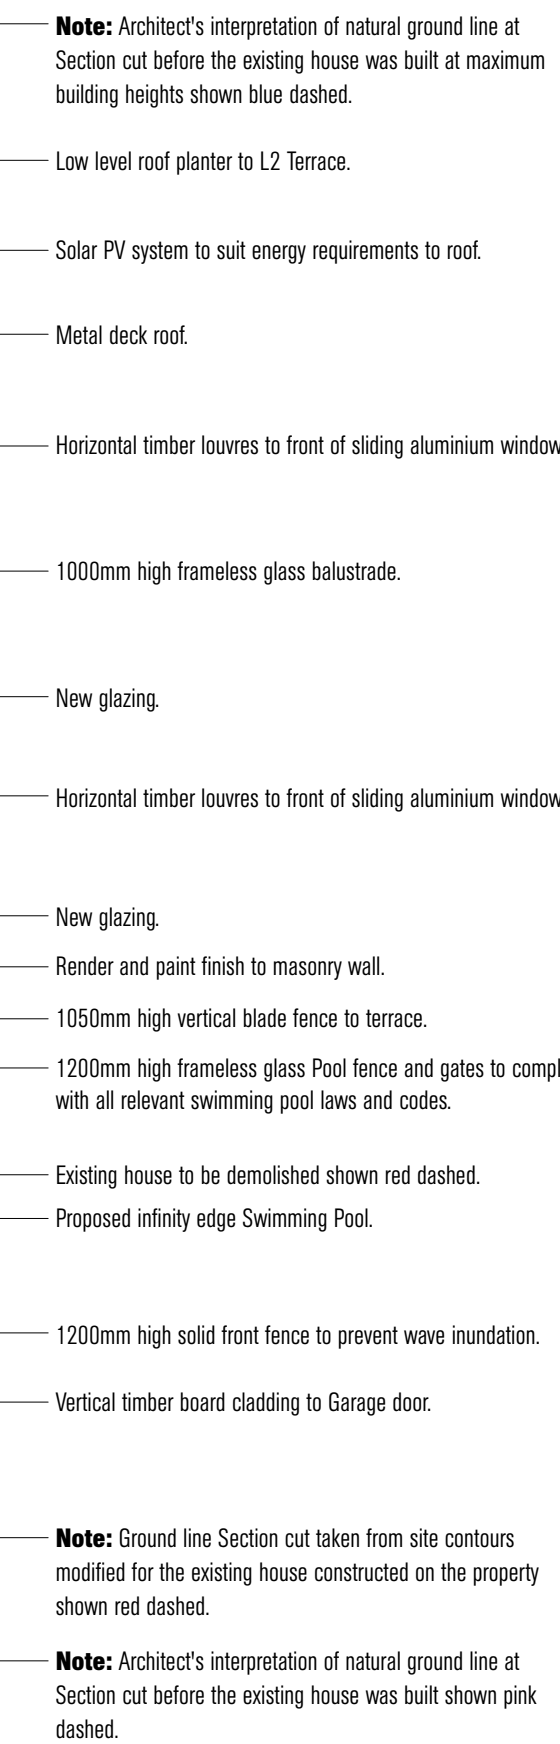 Note: Architect's interpretation of natural ground line at
Section cut before the existing house was built at maximum
building heights shown blue dashed.
Low level roof planter to L2 Terrace.
Solar PV system to suit energy requirements to roof.
Metal deck roof.
Horizontal timber louvres to front of sliding aluminium window
1000mm high frameless glass balustrade.
New glazing.
Horizontal timber louvres to front of sliding aluminium window
New glazing.
Render and paint finish to masonry wall.
1050mm high vertical blade fence to terrace.
1200mm high frameless glass Pool fence and gates to compl
with all relevant swimming pool laws and codes.
Existing house to be demolished shown red dashed.
Proposed infinity edge Swimming Pool.
1200mm high solid front fence to prevent wave inundation.
Vertical timber board cladding to Garage door.
Note: Ground line Section cut taken from site contours
modified for the existing house constructed on the property
shown red dashed.
Note: Architect's interpretation of natural ground line at
Section cut before the existing house was built shown pink
dashed.